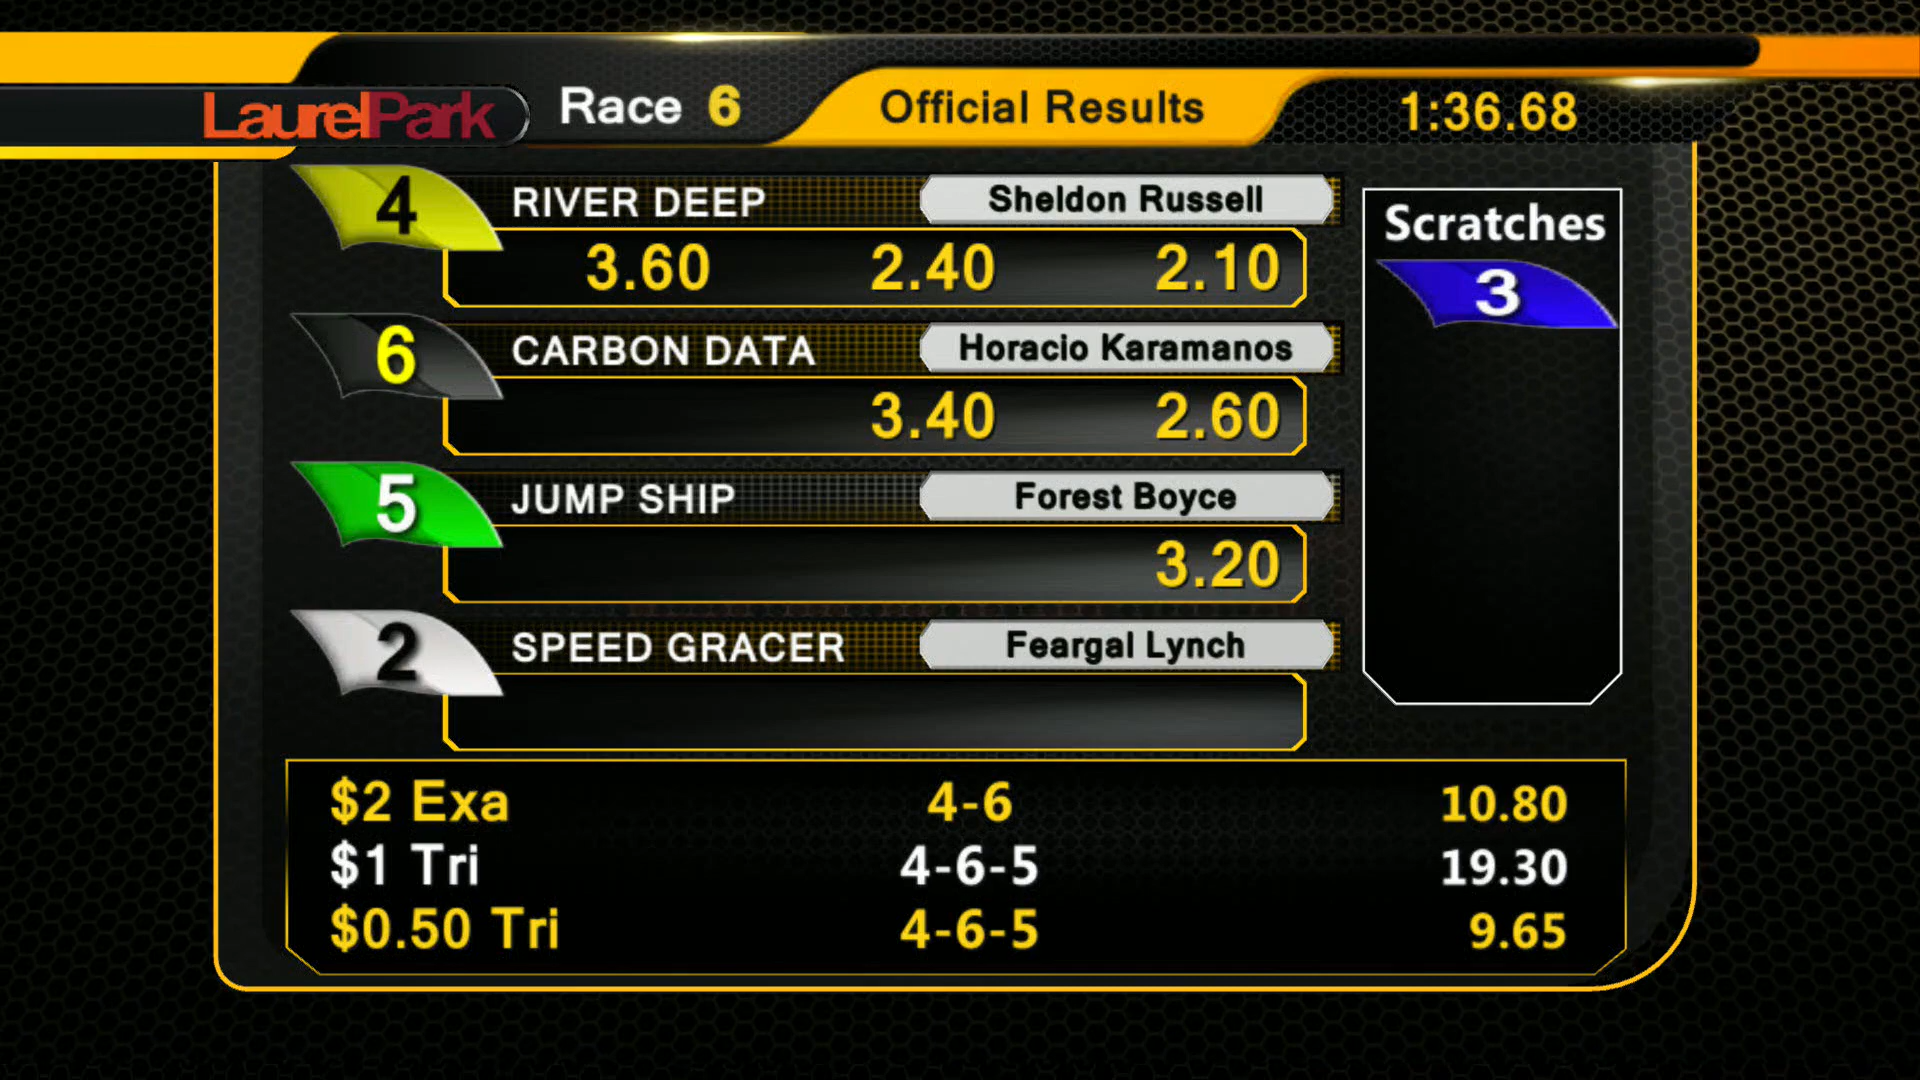 LaurelPark Race 6 Official Results 1:36.68
4 RIVER DEEP Sheldon Russell
3.60 2.40 2.10
6 CARBON DATA Horacio Karamanos
3.40 2.60
5 JUMP SHIP Forest Boyce
3.20
2 SPEED GRACER Feargal Lynch
Scratches
3
$2 Exa 4-6 10.80
$1 Tri 4-6-5 19.30
$0.50 Tri 4-6-5 9.65